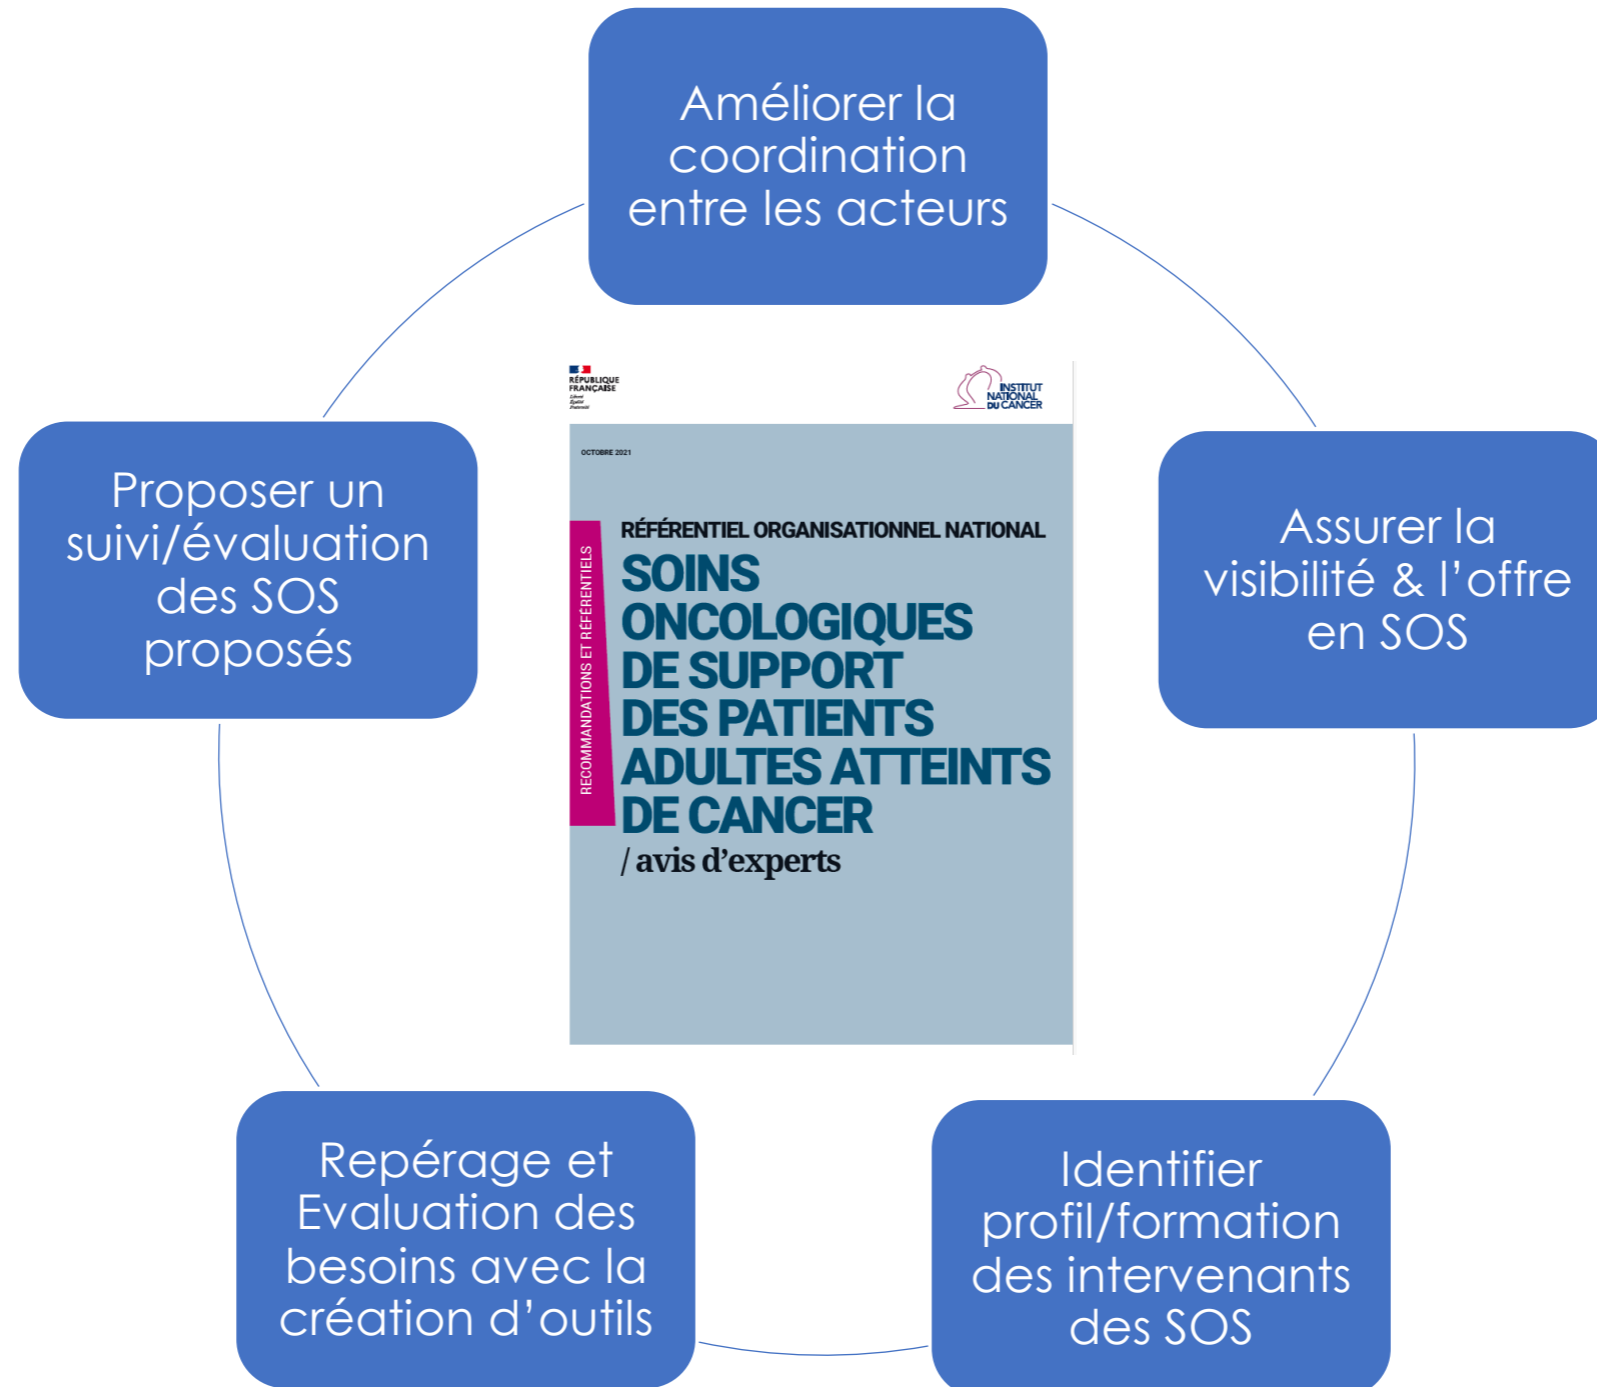 Améliorer la
coordination
entre les acteurs
RÉPUBLIQUE
FRANÇAISE
Liberté
Égalité
Fraternité
INSTITUT
NATIONAL
DU CANCER
OCTOBRE 2021
RECOMMANDATIONS ET RÉFÉRENTIELS
RÉFÉRENTIEL ORGANISATIONNEL NATIONAL
SOINS
ONCOLOGIQUES
DE SUPPORT
DES PATIENTS
ADULTES ATTEINTS
DE CANCER
/ avis d’experts
Proposer un
suivi/évaluation
des SOS
proposés
Assurer la
visibilité & l’offre
en SOS
Repérage et
Evaluation des
besoins avec la
création d’outils
Identifier
profil/formation
des intervenants
des SOS